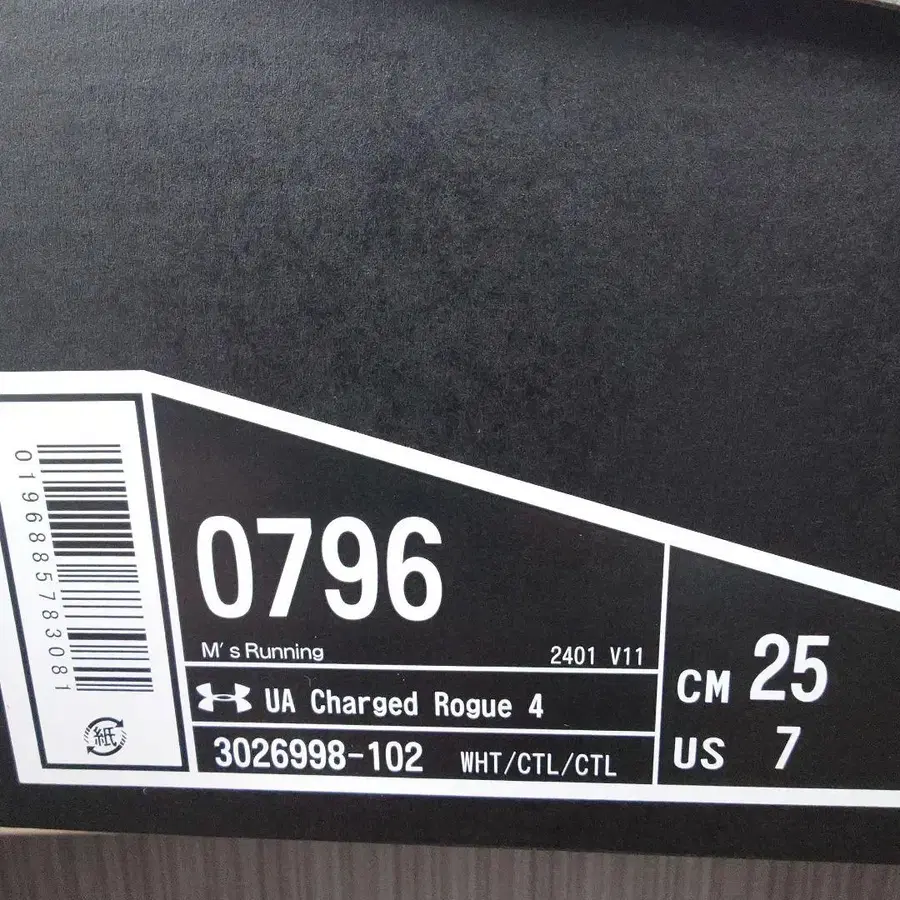 0196885783081
紙
0796
M's Running
2401 V11
UA Charged Rogue 4
3026998-102 WHT/CTL/CTL
CM 25
US 7